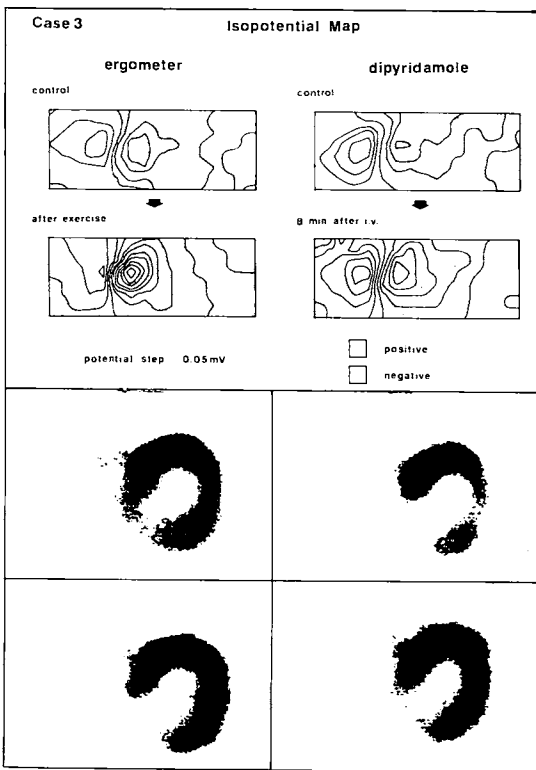 Case 3
Isopotential Map
ergometer
dipyridamole
control
control
after exercise
8 min after i.v.
potential step 0.05mV
positive
negative